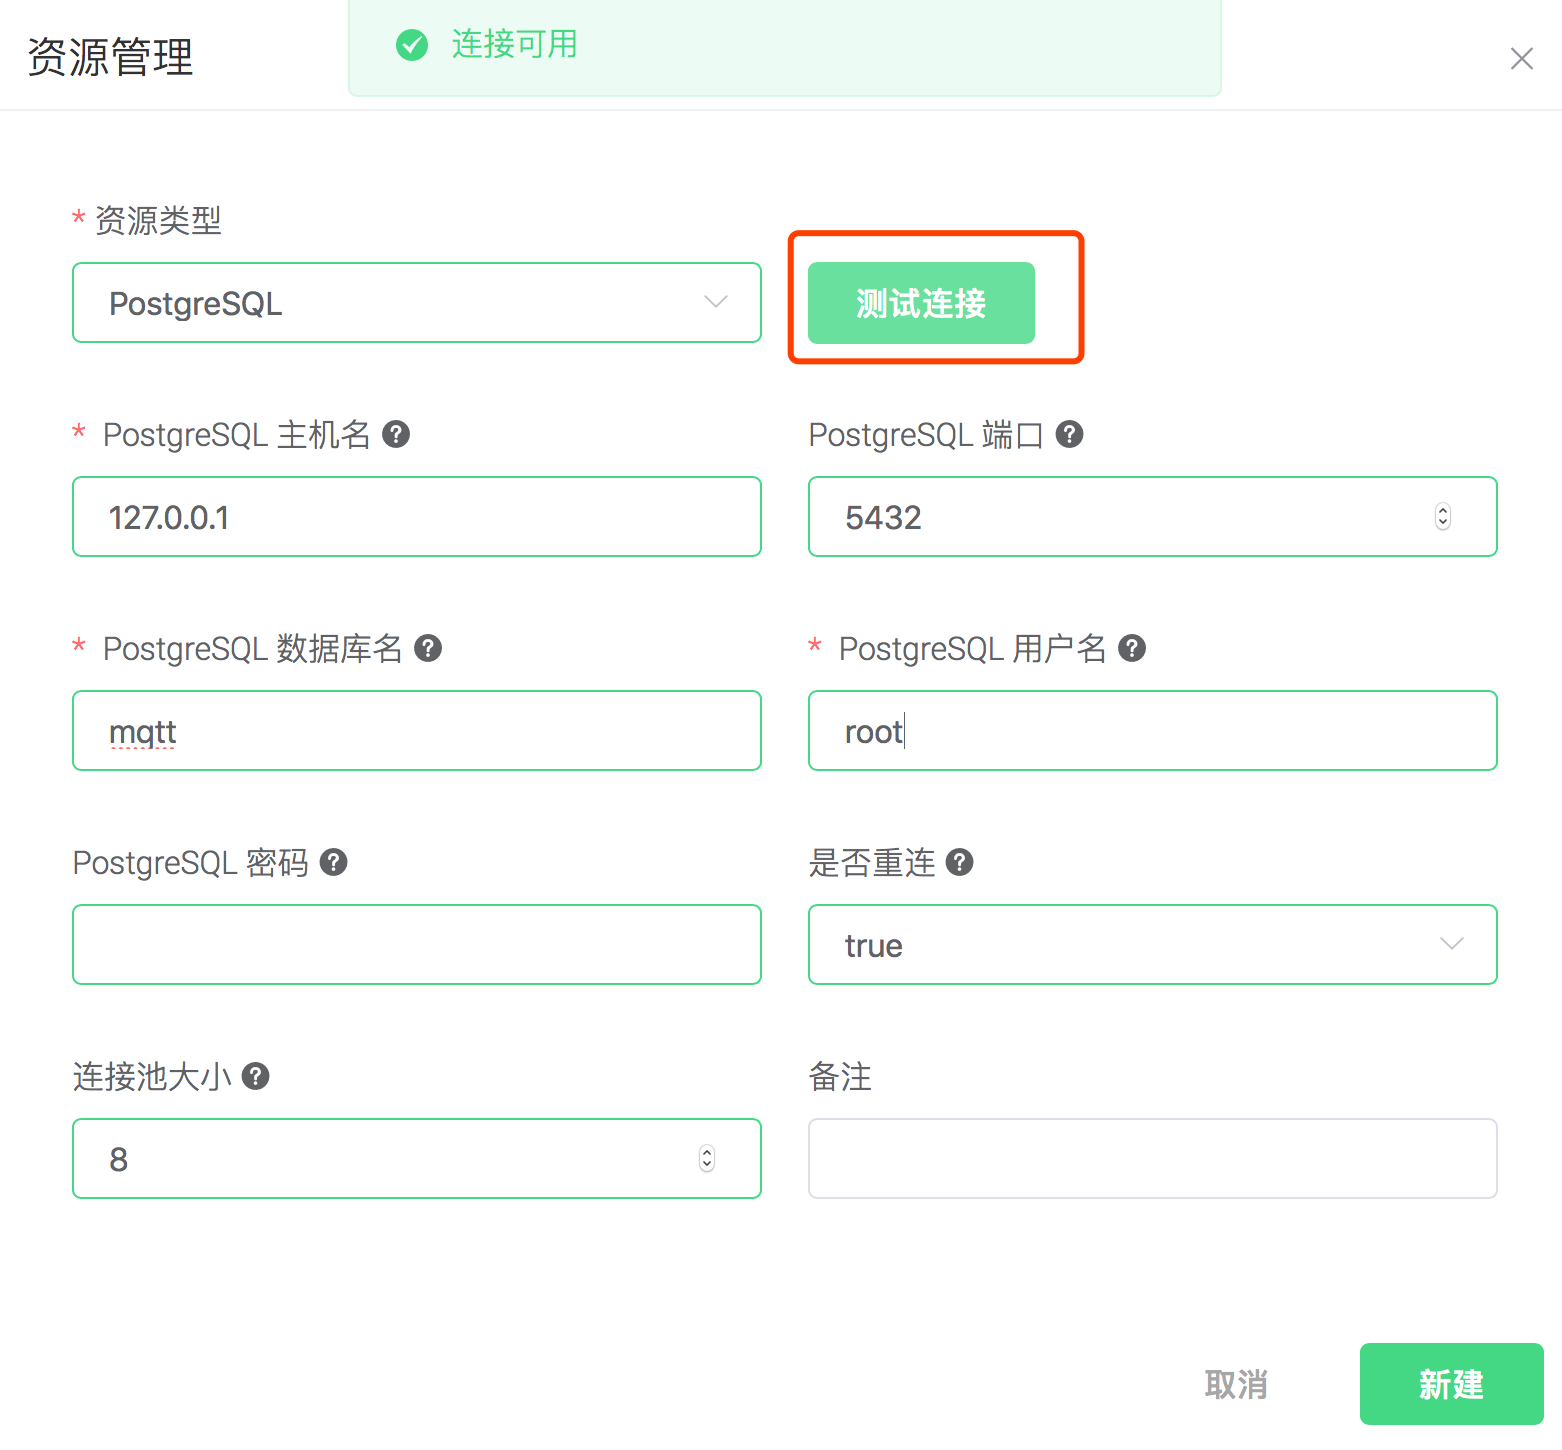 资源管理
连接可用
* 资源类型
PostgreSQL
测试连接
* PostgreSQL 主机名
PostgreSQL 端口
127.0.0.1
5432
* PostgreSQL 数据库名
* PostgreSQL 用户名
mqtt
root
PostgreSQL 密码
是否重连
true
连接池大小
备注
8
取消
新建